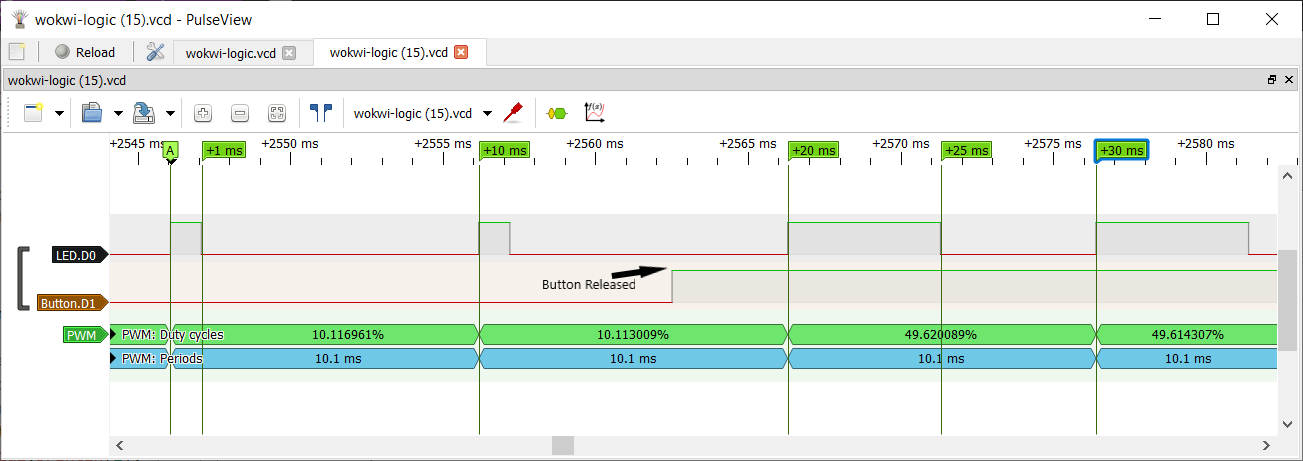 wokwi-logic (15).vcd - PulseView
Reload
wokwi-logic.vcd
wokwi-logic (15).vcd
wokwi-logic (15).vcd
wokwi-logic (15).vcd
f(x)
+2545 ms A +1 ms +2550 ms +2555 ms +10 ms +2560 ms +2565 ms +20 ms +2570 ms +25 ms +2575 ms +30 ms +2580 ms
LED.D0
Button Released
Button.D1
PWM PWM: Duty cycles 10.116961% 10.113009% 49.620089% 49.614307%
PWM: Periods 10.1 ms 10.1 ms 10.1 ms 10.1 ms